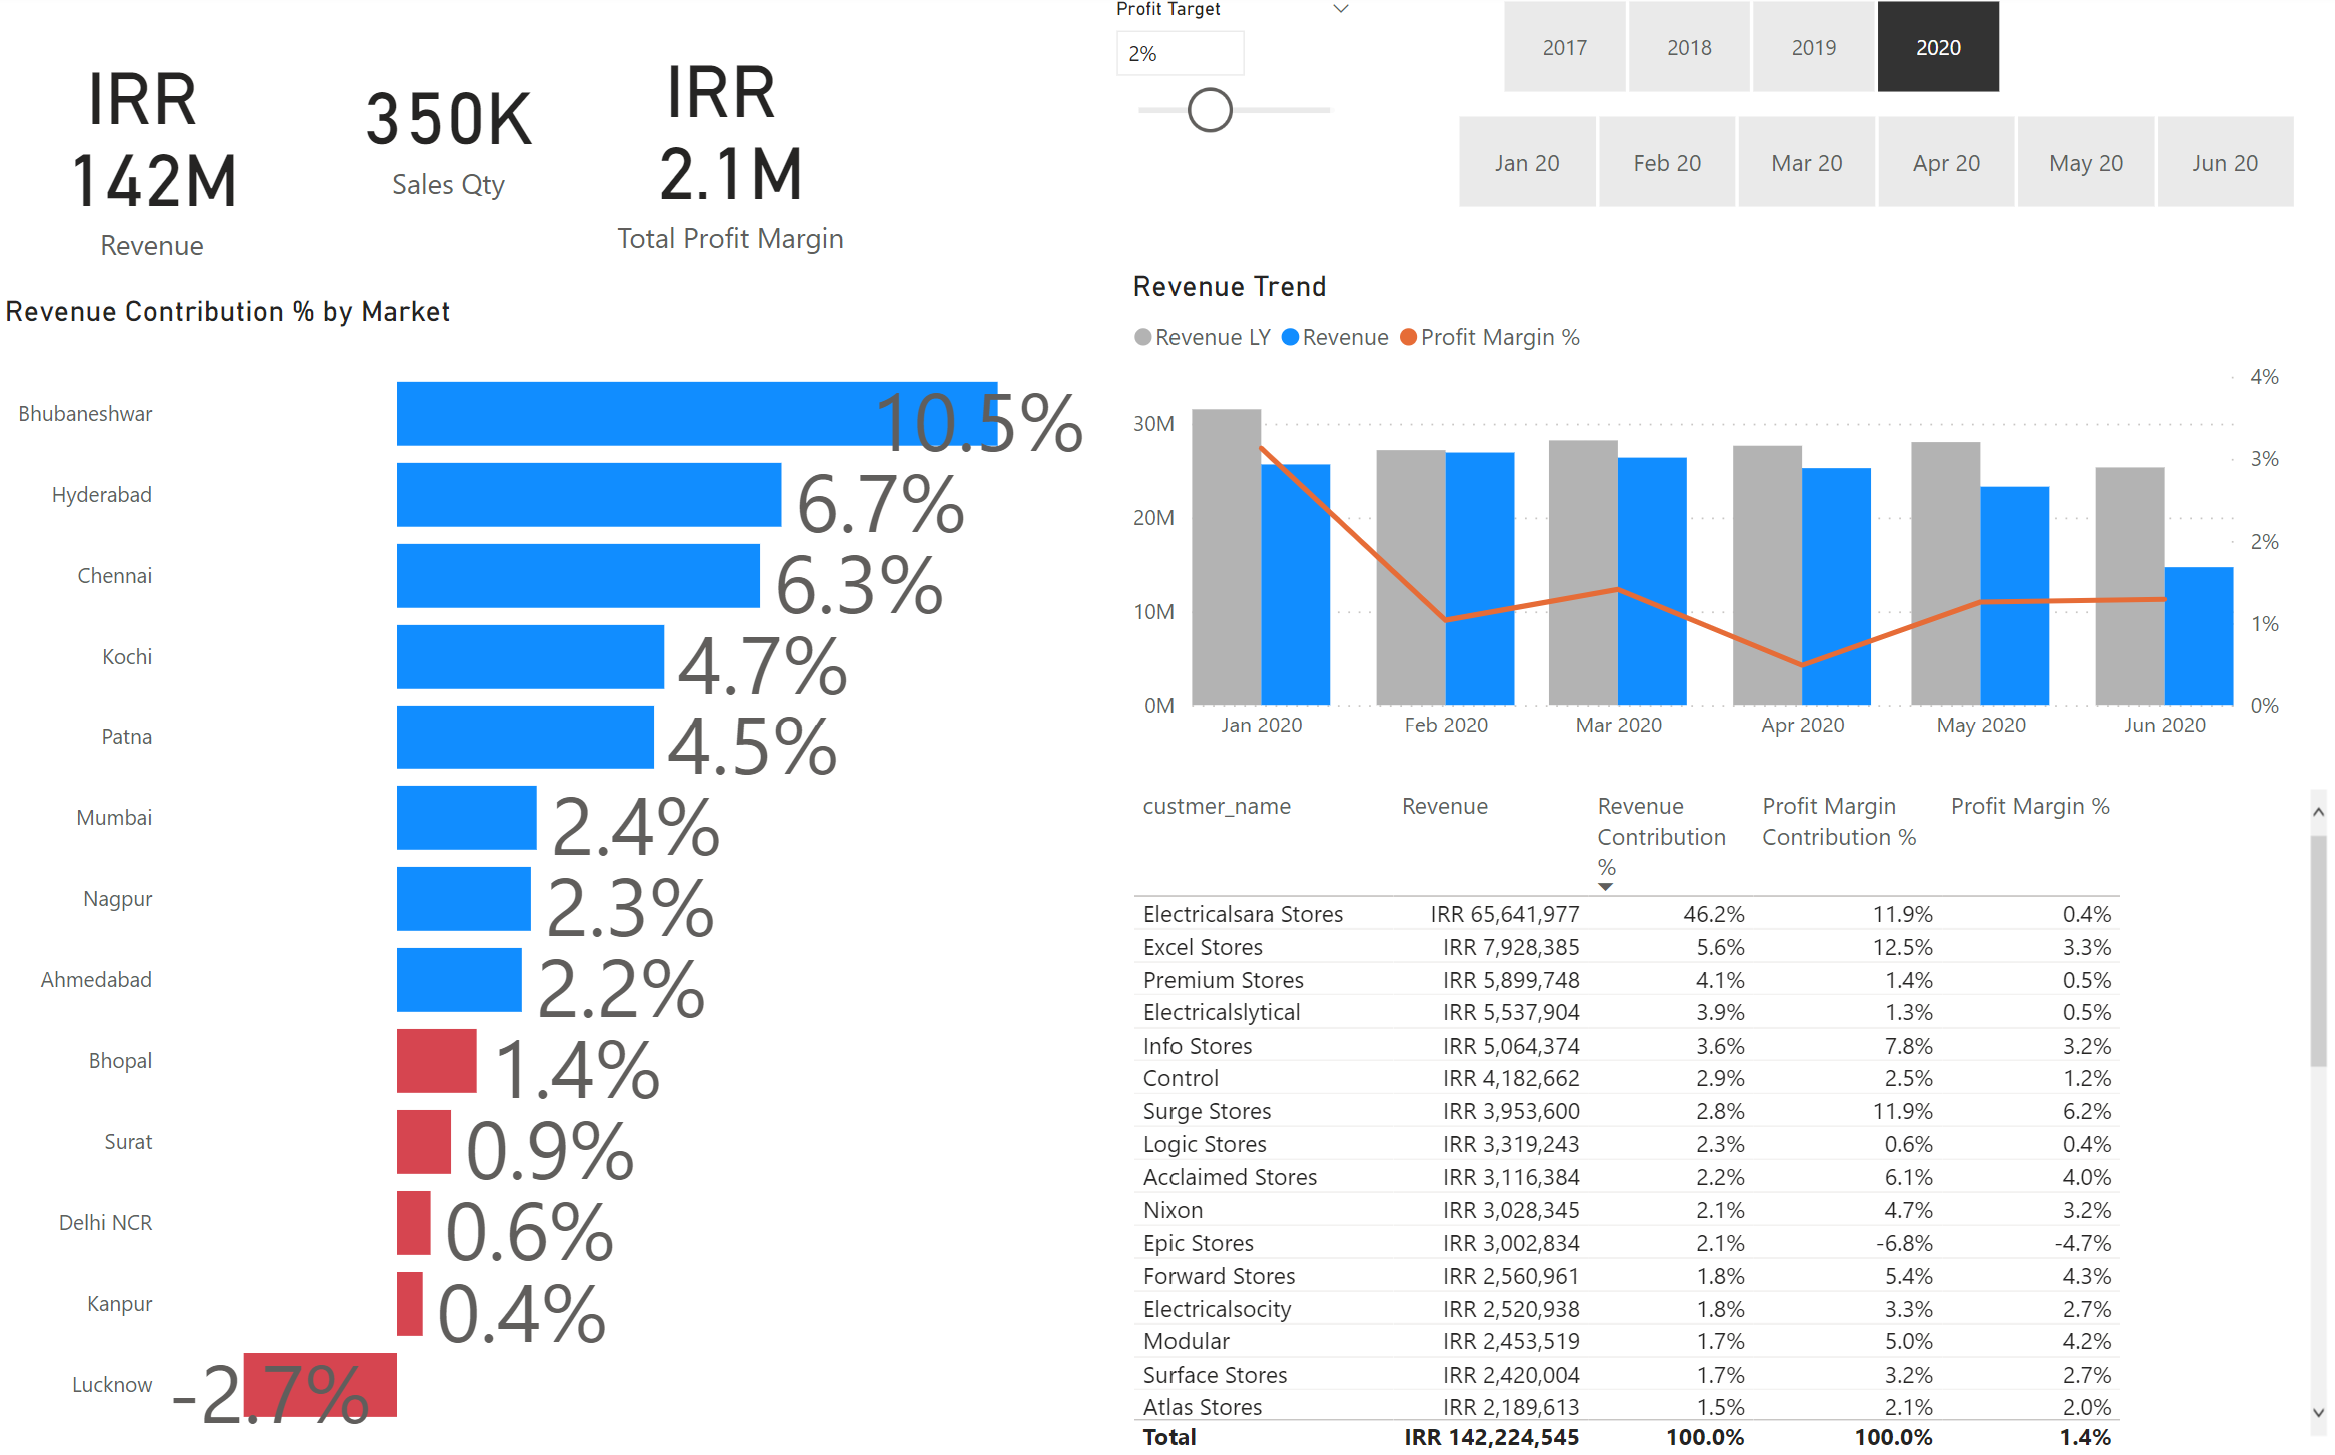 IRR
142M
Revenue
350K
Sales Qty
IRR
2.1M
Total Profit Margin
Profit Target
2%
2017 2018 2019 2020
Jan 20 Feb 20 Mar 20 Apr 20 May 20 Jun 20
Revenue Contribution % by Market
Bhubaneshwar 10.5%
Hyderabad 6.7%
Chennai 6.3%
Kochi 4.7%
Patna 4.5%
Mumbai 2.4%
Nagpur 2.3%
Ahmedabad 2.2%
Bhopal 1.4%
Surat 0.9%
Delhi NCR 0.6%
Kanpur 0.4%
Lucknow -2.7%
Revenue Trend
Revenue LY Revenue Profit Margin %
4%
30M
3%
20M
2%
10M
1%
0M 0%
Jan 2020 Feb 2020 Mar 2020 Apr 2020 May 2020 Jun 2020
custmer_name Revenue Revenue Profit Margin Profit Margin %
Contribution Contribution %
%
Electricalsara Stores IRR 65,641,977 46.2% 11.9% 0.4%
Excel Stores IRR 7,928,385 5.6% 12.5% 3.3%
Premium Stores IRR 5,899,748 4.1% 1.4% 0.5%
Electricalslytical IRR 5,537,904 3.9% 1.3% 0.5%
Info Stores IRR 5,064,374 3.6% 7.8% 3.2%
Control IRR 4,182,662 2.9% 2.5% 1.2%
Surge Stores IRR 3,953,600 2.8% 11.9% 6.2%
Logic Stores IRR 3,319,243 2.3% 0.6% 0.4%
Acclaimed Stores IRR 3,116,384 2.2% 6.1% 4.0%
Nixon IRR 3,028,345 2.1% 4.7% 3.2%
Epic Stores IRR 3,002,834 2.1% -6.8% -4.7%
Forward Stores IRR 2,560,961 1.8% 5.4% 4.3%
Electricalsocity IRR 2,520,938 1.8% 3.3% 2.7%
Modular IRR 2,453,519 1.7% 5.0% 4.2%
Surface Stores IRR 2,420,004 1.7% 3.2% 2.7%
Atlas Stores IRR 2,189,613 1.5% 2.1% 2.0%
Total IRR 142,224,545 100.0% 100.0% 1.4%